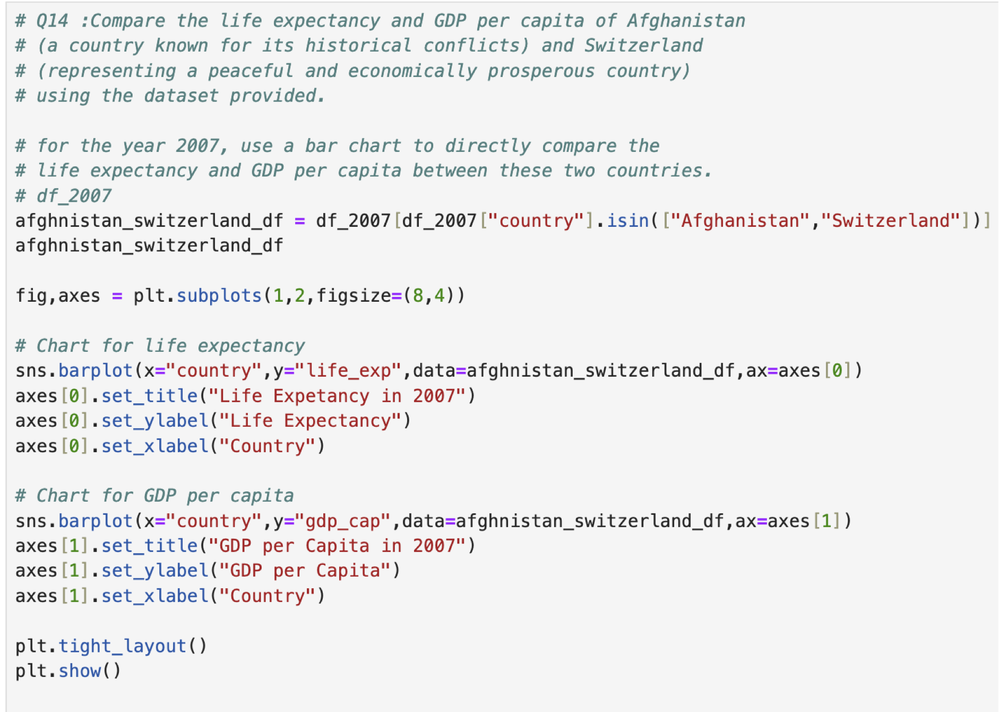 # Q14 :Compare the life expectancy and GDP per capita of Afghanistan
# (a country known for its historical conflicts) and Switzerland
# (representing a peaceful and economically prosperous country)
# using the dataset provided.
# for the year 2007, use a bar chart to directly compare the
# life expectancy and GDP per capita between these two countries.
# df_2007
afghnistan_switzerland_df = df_2007[df_2007["country"].isin(["Afghanistan","Switzerland"])]
afghnistan_switzerland_df
fig,axes = plt.subplots(1,2,figsize=(8,4))
# Chart for life expectancy
sns.barplot(x="country",y="life_exp",data=afghnistan_switzerland_df,ax=axes[0])
axes[0].set_title("Life Expetancy in 2007")
axes[0].set_ylabel("Life Expectancy")
axes[0].set_xlabel("Country")
# Chart for GDP per capita
sns.barplot(x="country",y="gdp_cap",data=afghnistan_switzerland_df,ax=axes[1])
axes[1].set_title("GDP per Capita in 2007")
axes[1].set_ylabel("GDP per Capita")
axes[1].set_xlabel("Country")
plt.tight_layout()
plt.show()